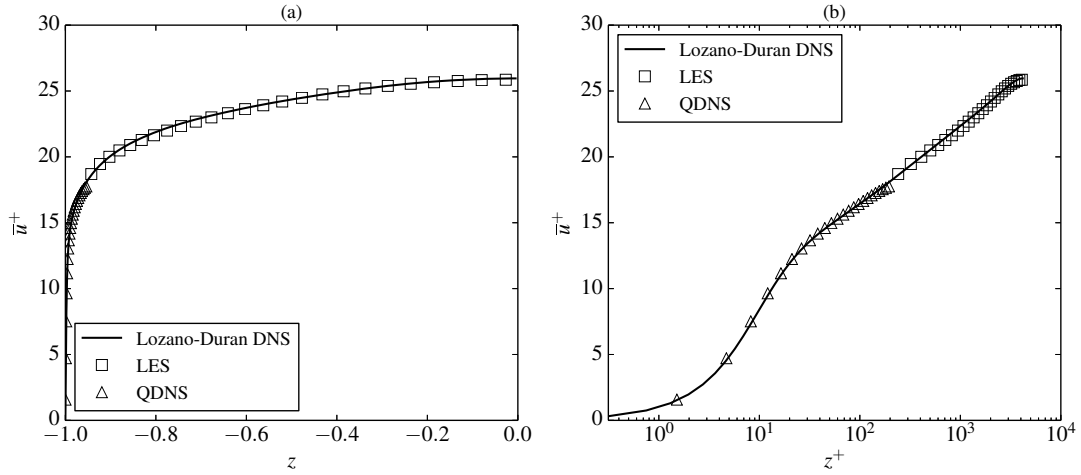 (a)
30
25
20
15
10
5
0
u̅⁺
Lozano-Duran DNS
LES
QDNS
−1.0 −0.8 −0.6 −0.4 −0.2 0.0
z
(b)
30
25
20
15
10
5
0
u̅⁺
Lozano-Duran DNS
LES
QDNS
10⁰ 10¹ 10² 10³ 10⁴
z⁺